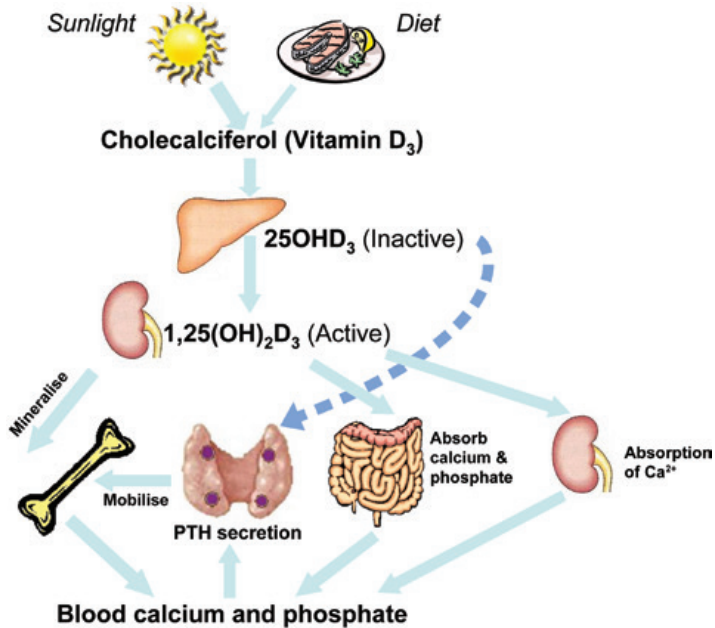 Sunlight
Diet
Cholecalciferol (Vitamin D₃)
25OHD₃ (Inactive)
1,25(OH)₂D₃ (Active)
Mineralise
Absorb
calcium &
phosphate
Absorption
of Ca²⁺
Mobilise
PTH secretion
Blood calcium and phosphate